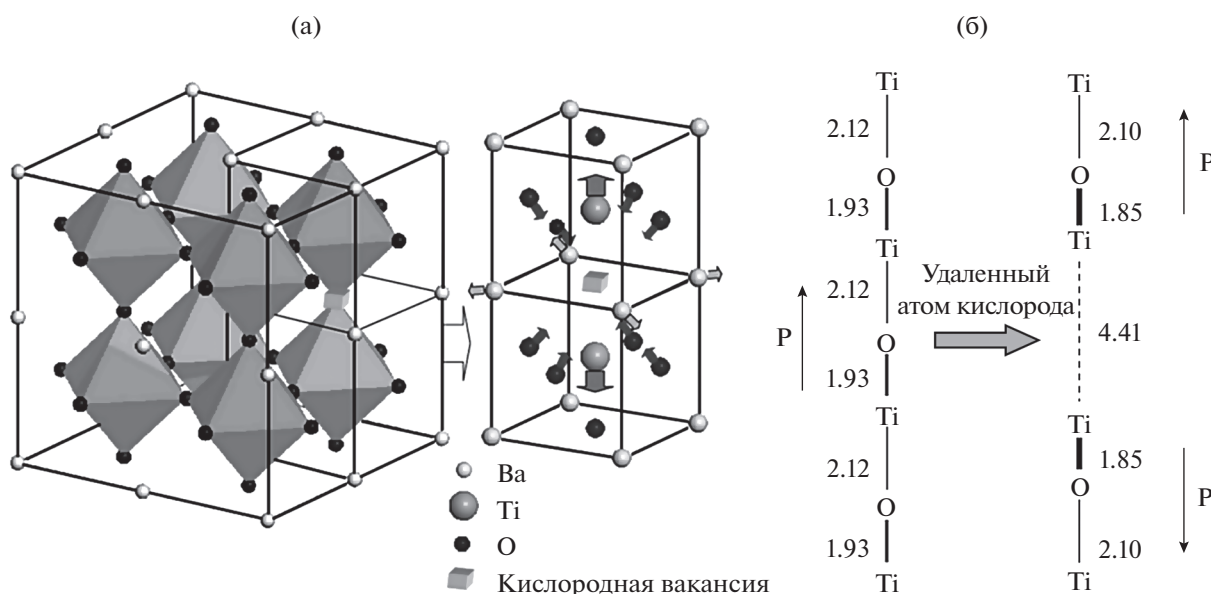 (а)
(б)
Ba
Ti
O
Кислородная вакансия
Ti
2.12
O
1.93
Ti
2.12
P
O
1.93
Ti
2.12
O
1.93
Ti
Удаленный
атом кислорода
Ti
2.10
P
O
1.85
Ti
4.41
Ti
1.85
O
P
2.10
Ti